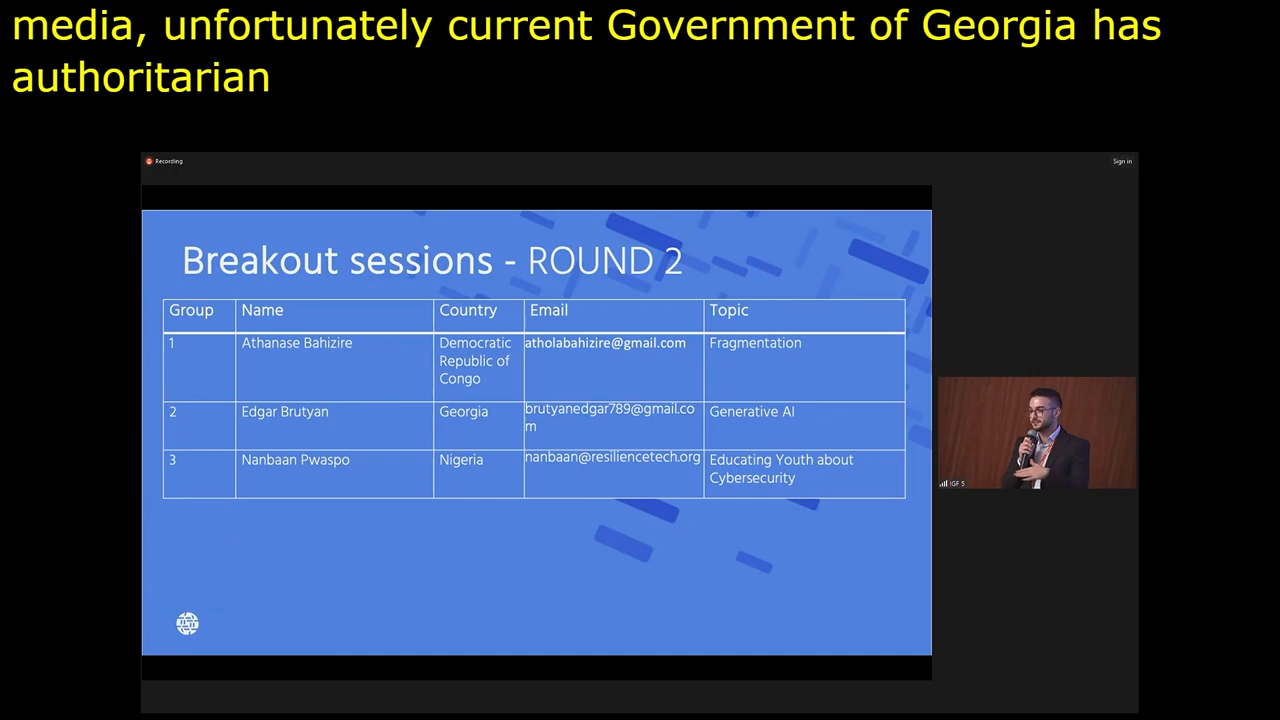 media, unfortunately current Government of Georgia has
authoritarian
Recording
Sign in
Breakout sessions - ROUND 2
Group Name Country Email Topic
1 Athanase Bahizire Democratic Republic of Congo atholabahizire@gmail.com Fragmentation
2 Edgar Brutyan Georgia brutyanedgar789@gmail.com Generative AI
3 Nanbaan Pwaspo Nigeria nanbaan@resiliencetech.org Educating Youth about Cybersecurity
IGF 5